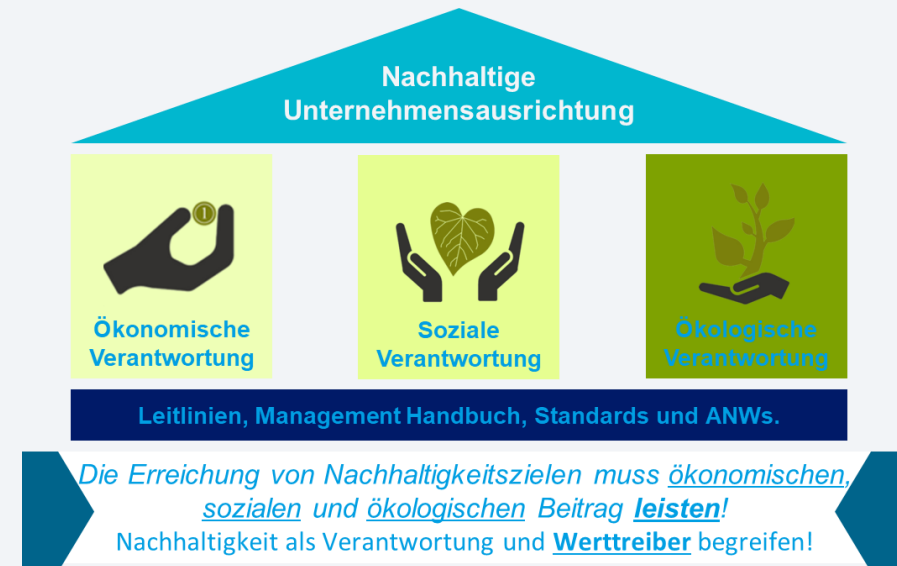 Nachhaltige
Unternehmensausrichtung
Ökonomische
Verantwortung
Soziale
Verantwortung
Ökologische
Verantwortung
Leitlinien, Management Handbuch, Standards und ANWs.
Die Erreichung von Nachhaltigkeitszielen muss ökonomischen,
sozialen und ökologischen Beitrag leisten!
Nachhaltigkeit als Verantwortung und Werttreiber begreifen!